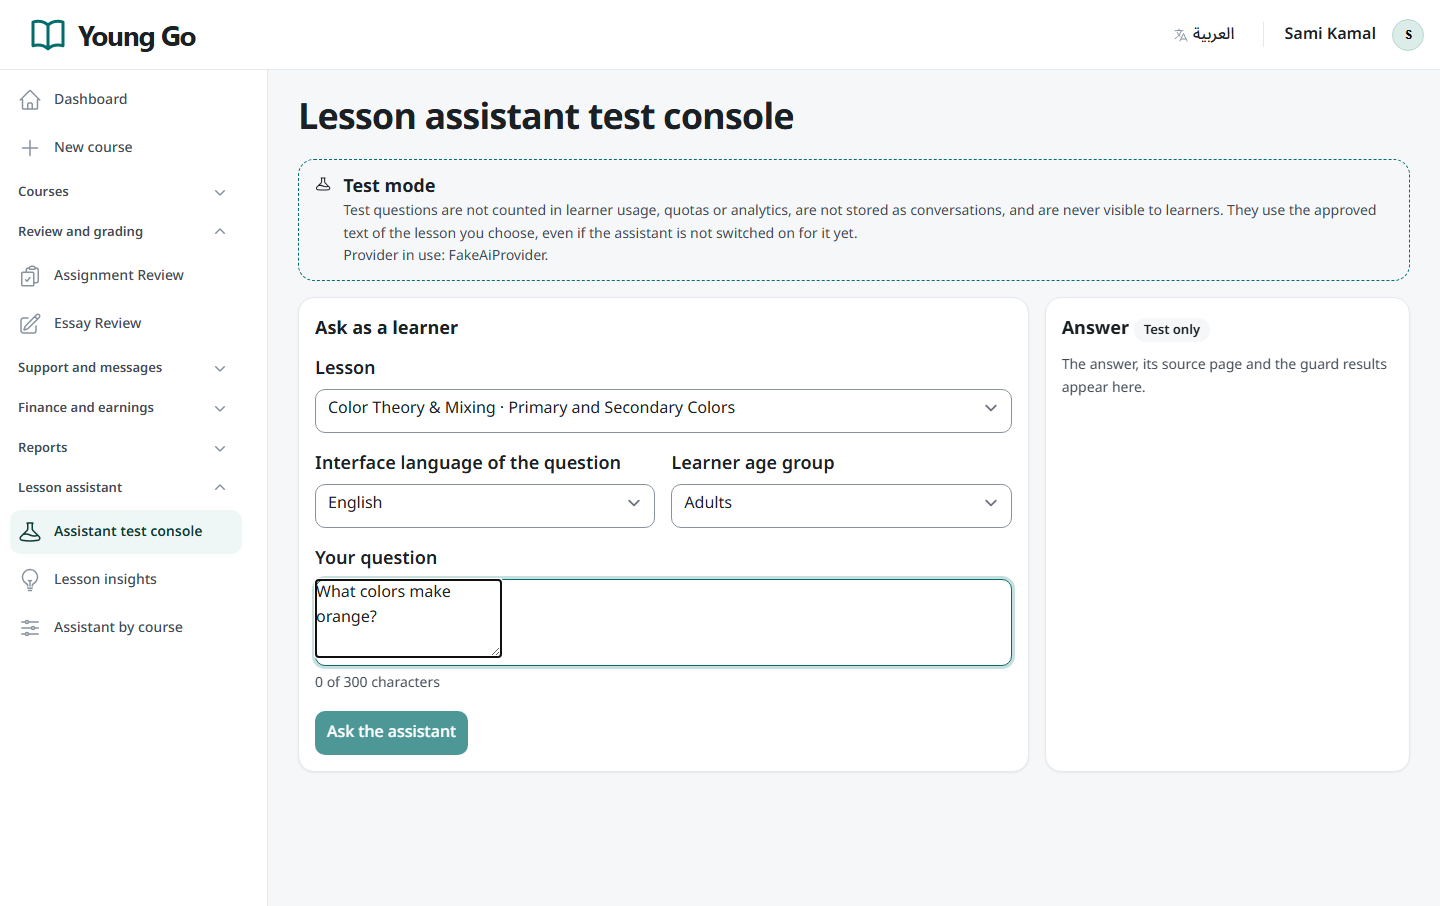 Young Go
العربية
Sami Kamal
S
Dashboard
New course
Courses
Review and grading
Assignment Review
Essay Review
Support and messages
Finance and earnings
Reports
Lesson assistant
Assistant test console
Lesson insights
Assistant by course
Lesson assistant test console
Test mode
Test questions are not counted in learner usage, quotas or analytics, are not stored as conversations, and are never visible to learners. They use the approved
text of the lesson you choose, even if the assistant is not switched on for it yet.
Provider in use: FakeAiProvider.
Ask as a learner
Lesson
Color Theory & Mixing · Primary and Secondary Colors
Interface language of the question
Learner age group
English
Adults
Your question
What colors make
orange?
0 of 300 characters
Ask the assistant
Answer
Test only
The answer, its source page and the guard results
appear here.